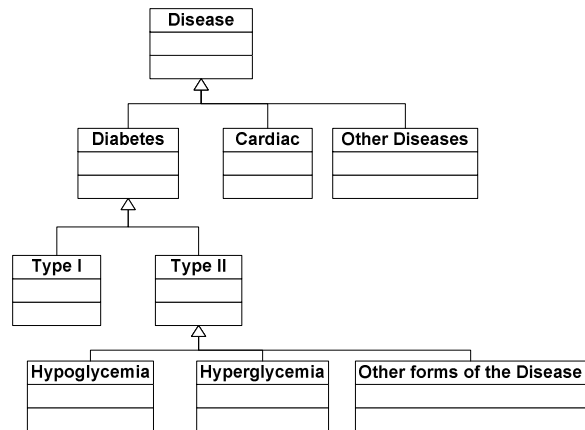 Disease
Diabetes
Cardiac
Other Diseases
Type I
Type II
Hypoglycemia
Hyperglycemia
Other forms of the Disease